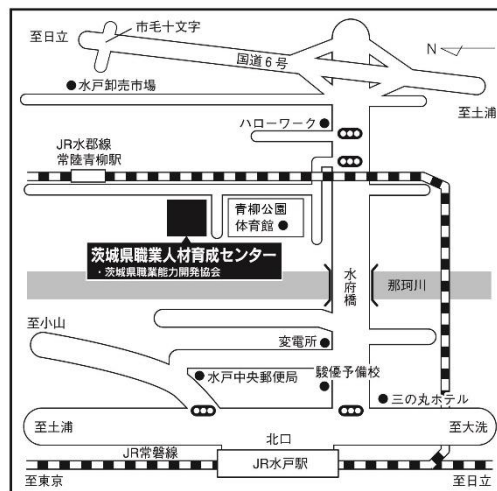 市毛十文字
至日立
国道6号
N
水戸卸売市場
至土浦
ハローワーク
JR水郡線
常陸青柳駅
青柳公園
体育館
茨城県職業人材育成センター
・茨城県職業能力開発協会
水府橋
那珂川
至小山
変電所
水戸中央郵便局
駿優予備校
三の丸ホテル
至土浦
北口
至大洗
JR常磐線
JR水戸駅
至東京
至日立